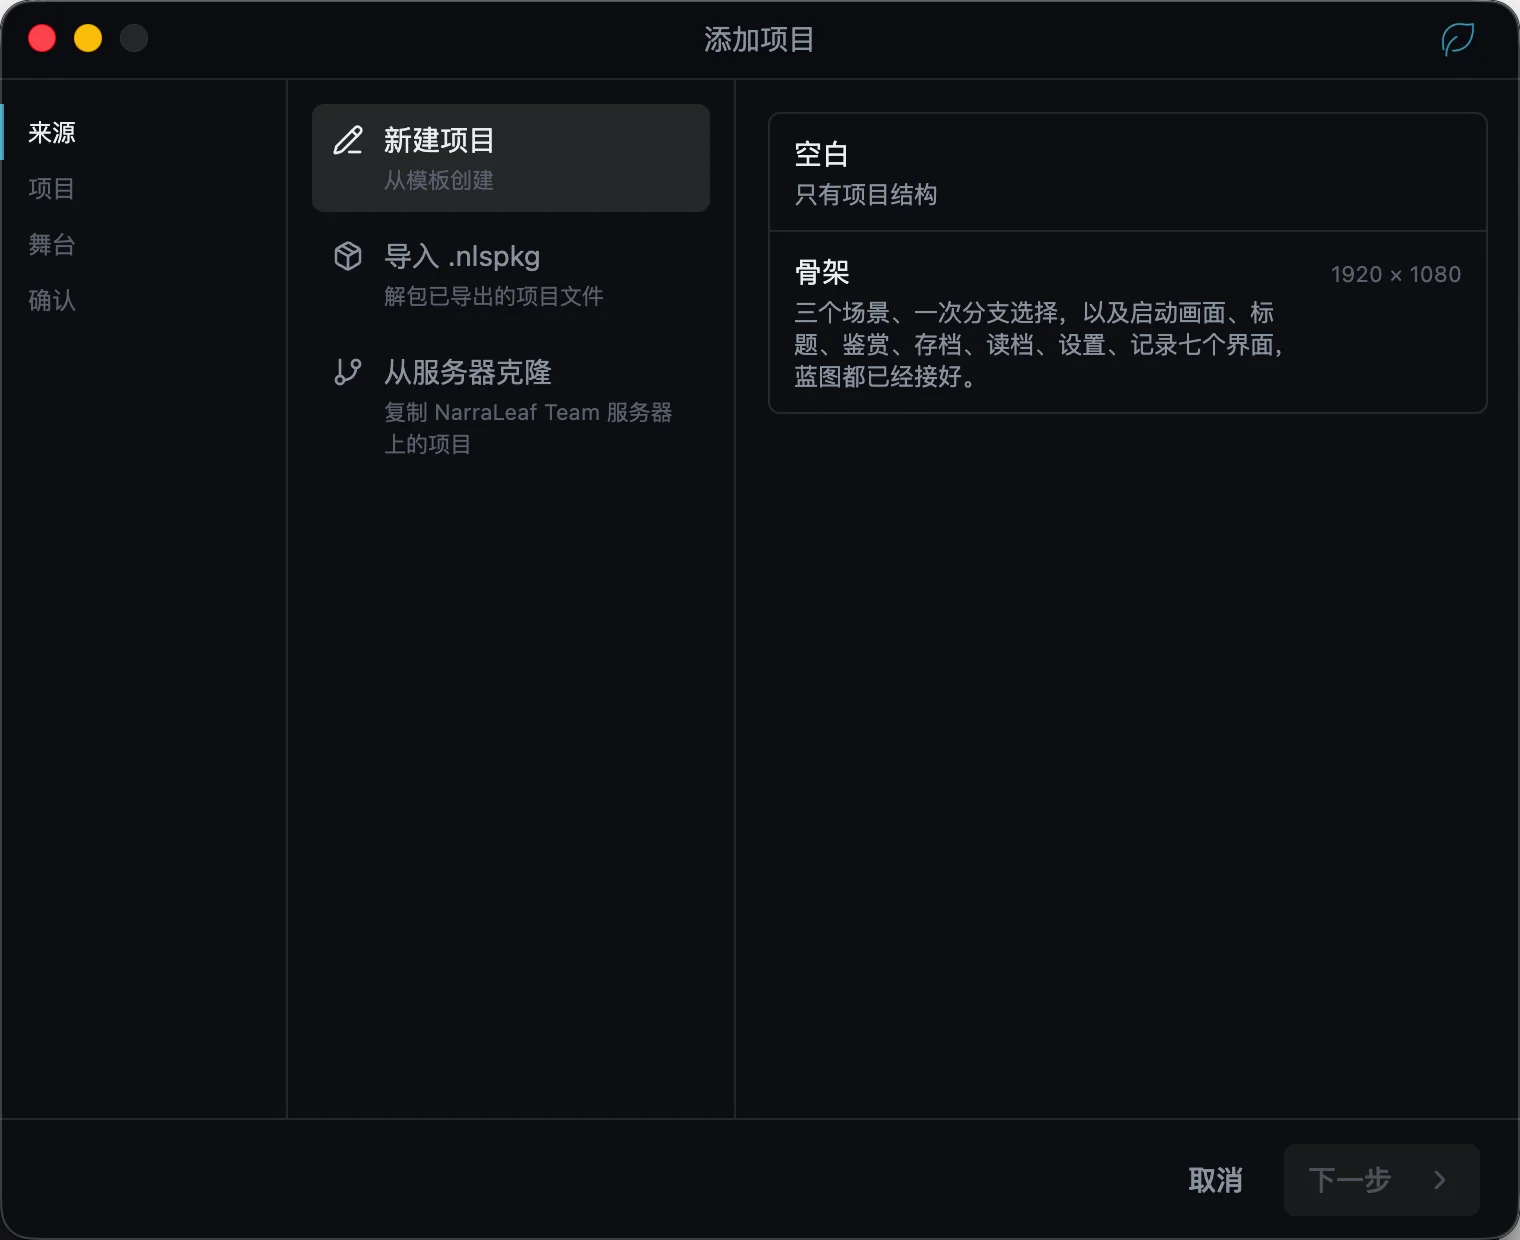 添加项目
来源
项目
舞台
确认
新建项目
从模板创建
导入 .nlspkg
解包已导出的项目文件
从服务器克隆
复制 NarraLeaf Team 服务器
上的项目
空白
只有项目结构
骨架
1920 × 1080
三个场景、一次分支选择，以及启动画面、标
题、鉴赏、存档、读档、设置、记录七个界面，
蓝图都已经接好。
取消
下一步